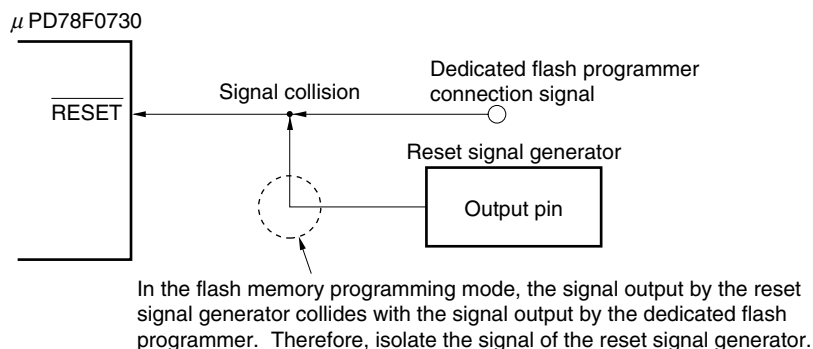 μ PD78F0730
Dedicated flash programmer
connection signal
Signal collision
RESET
Reset signal generator
Output pin
In the flash memory programming mode, the signal output by the reset
signal generator collides with the signal output by the dedicated flash
programmer.  Therefore, isolate the signal of the reset signal generator.